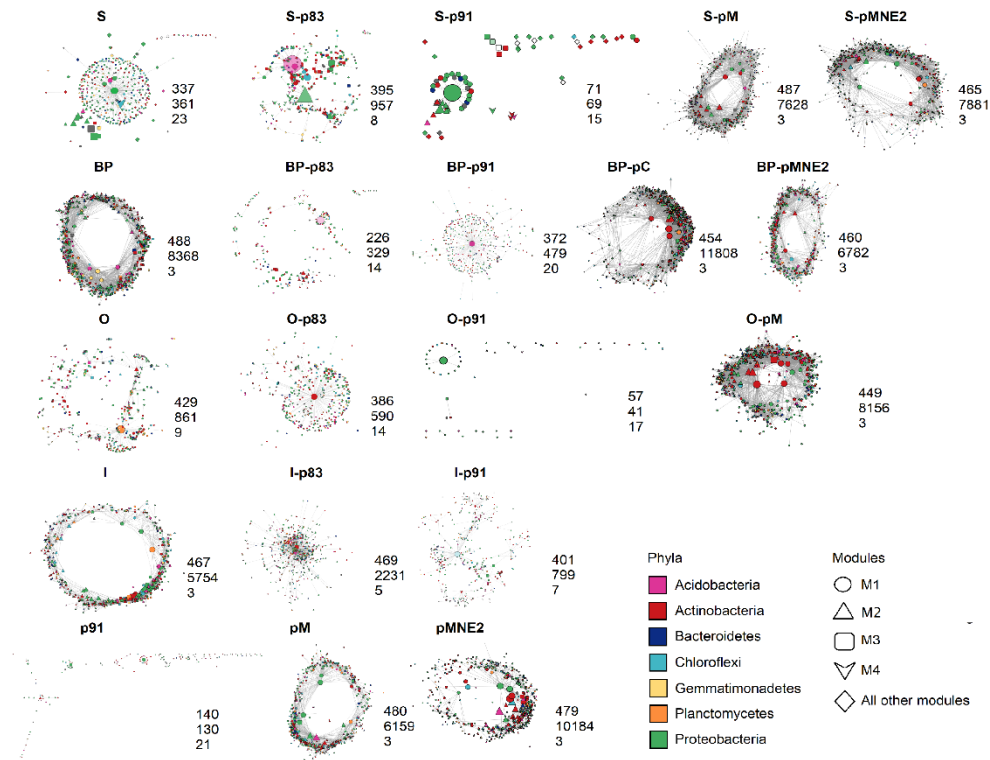 S
S-p83
S-p91
S-pM
S-pMNE2
337
361
23
395
957
8
71
69
15
487
7628
3
465
7881
3
BP
BP-p83
BP-p91
BP-pC
BP-pMNE2
488
8368
3
226
329
14
372
479
20
454
11808
3
460
6782
3
O
O-p83
O-p91
O-pM
429
861
9
386
590
14
57
41
17
449
8156
3
I
I-p83
I-p91
467
5754
3
469
2231
5
401
799
7
p91
pM
pMNE2
140
130
21
480
6159
3
479
10184
3
Phyla
Acidobacteria
Actinobacteria
Bacteroidetes
Chloroflexi
Gemmatimonadetes
Planctomycetes
Proteobacteria
Modules
M1
M2
M3
M4
All other modules